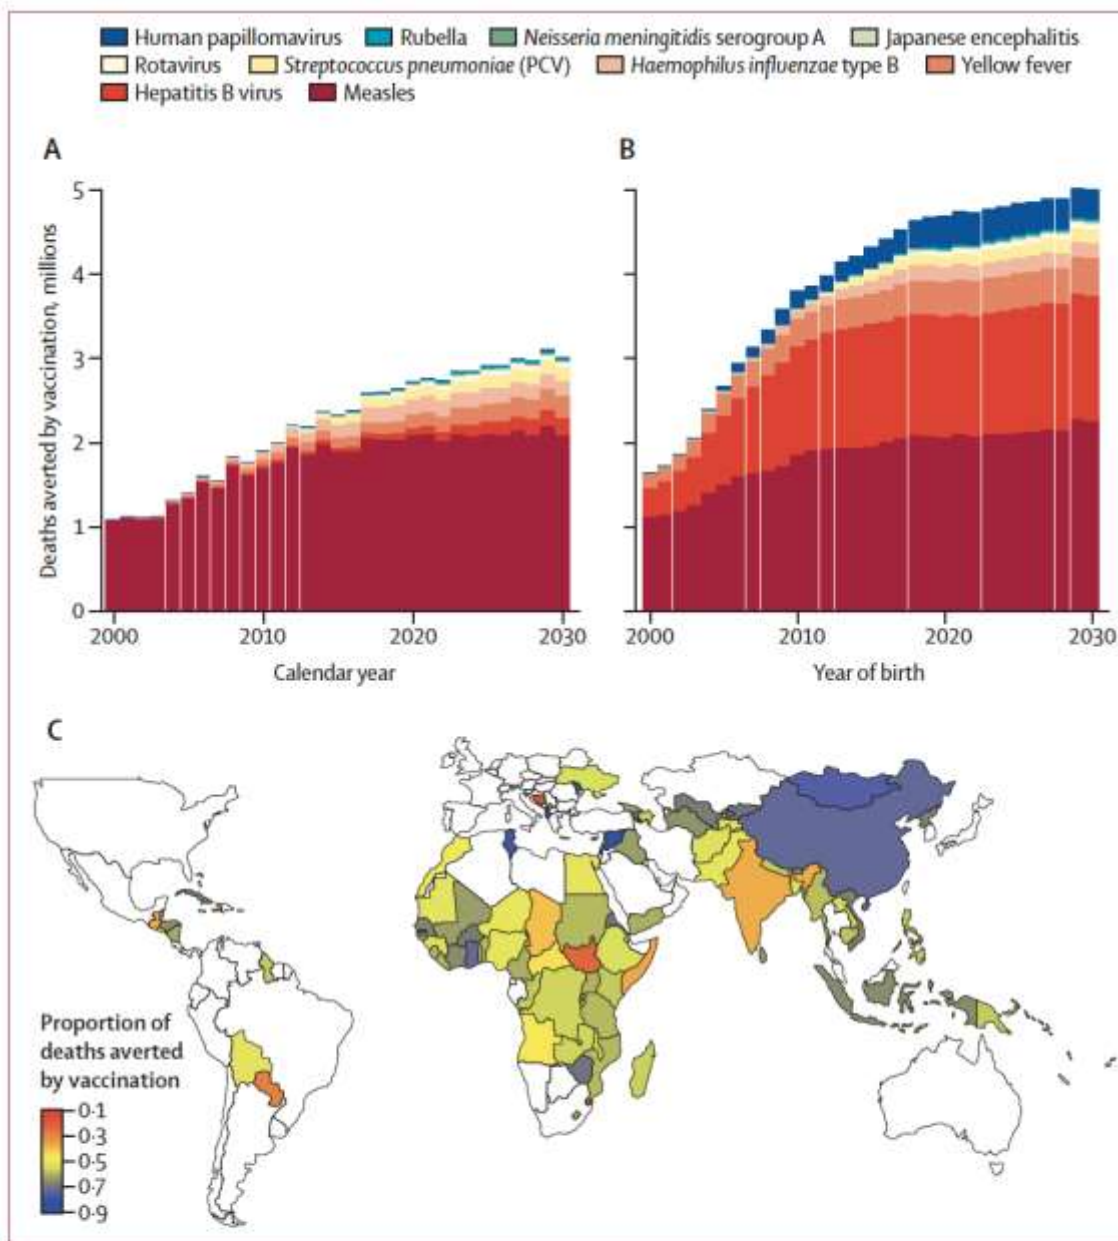 Human papillomavirus Rubella Neisseria meningitidis serogroup A Japanese encephalitis
Rotavirus Streptococcus pneumoniae (PCV) Haemophilus influenzae type B Yellow fever
Hepatitis B virus Measles
A
B
Deaths averted by vaccination, millions
5
4
3
2
1
0
2000 2010 2020 2030
Calendar year
2000 2010 2020 2030
Year of birth
C
Proportion of
deaths averted
by vaccination
0·1
0·3
0·5
0·7
0·9